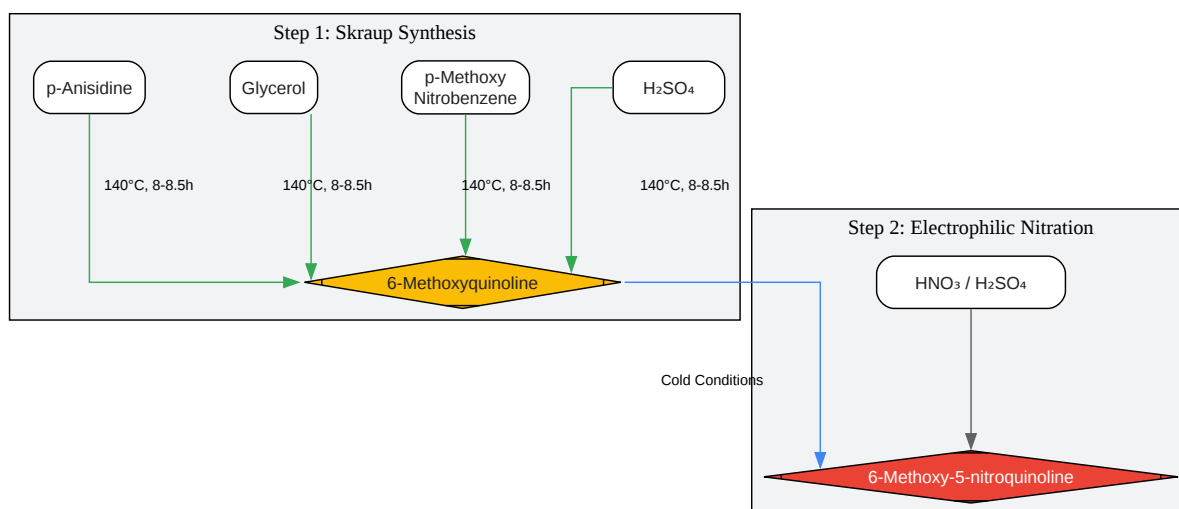 Step 1: Skraup Synthesis
p-Anisidine
Glycerol
p-Methoxy
Nitrobenzene
H₂SO₄
140°C, 8-8.5h
140°C, 8-8.5h
140°C, 8-8.5h
140°C, 8-8.5h
6-Methoxyquinoline
Step 2: Electrophilic Nitration
HNO₃ / H₂SO₄
Cold Conditions
6-Methoxy-5-nitroquinoline